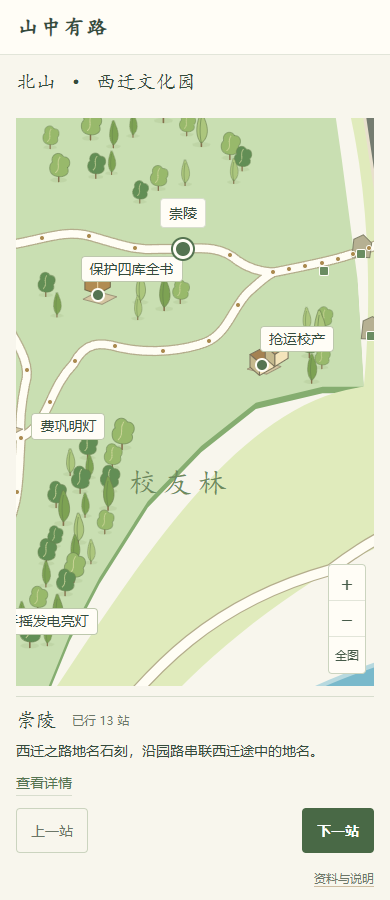 山中有路
北山 • 西迁文化园
崇陵
保护四库全书
抢运校产
费巩明灯
校友林
摇发电亮灯
+
−
全图
崇陵 已行 13 站
西迁之路地名石刻，沿园路串联西迁途中的地名。
查看详情
上一站
下一站
资料与说明